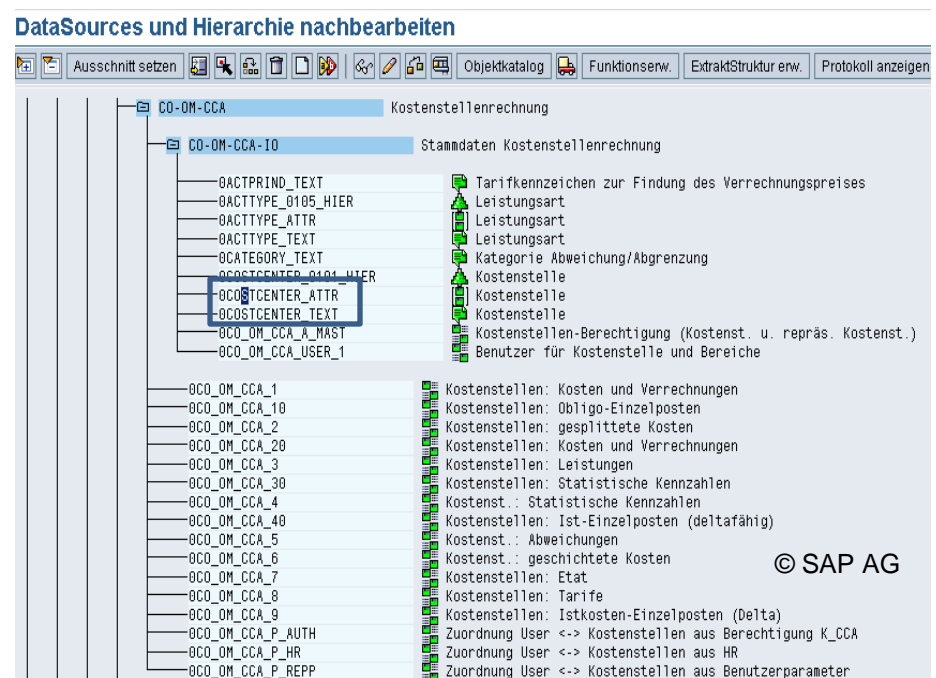 DataSources und Hierarchie nachbearbeiten
Ausschnitt setzen Objektkatalog Funktionserw. ExtraktStruktur erw. Protokoll anzeigen
CO-OM-CCA Kostenstellenrechnung
CO-OM-CCA-IO Stammdaten Kostenstellenrechnung
0ACTPRIND_TEXT Tarifkennzeichen zur Findung des Verrechnungspreises
0ACTTYPE_0105_HIER Leistungsart
0ACTTYPE_ATTR Leistungsart
0ACTTYPE_TEXT Leistungsart
0CATEGORY_TEXT Kategorie Abweichung/Abgrenzung
0COSTCENTER_0101_HIER Kostenstelle
0COSTCENTER_ATTR Kostenstelle
0COSTCENTER_TEXT Kostenstelle
0CO_OM_CCA_A_MAST Kostenstellen-Berechtigung (Kostenst. u. repräs. Kostenst.)
0CO_OM_CCA_USER_1 Benutzer für Kostenstelle und Bereiche
0CO_OM_CCA_1 Kostenstellen: Kosten und Verrechnungen
0CO_OM_CCA_10 Kostenstellen: Obligo-Einzelposten
0CO_OM_CCA_2 Kostenstellen: gesplittete Kosten
0CO_OM_CCA_20 Kostenstellen: Kosten und Verrechnungen
0CO_OM_CCA_3 Kostenstellen: Leistungen
0CO_OM_CCA_30 Kostenstellen: Statistische Kennzahlen
0CO_OM_CCA_4 Kostenst.: Statistische Kennzahlen
0CO_OM_CCA_40 Kostenstellen: Ist-Einzelposten (deltafähig)
0CO_OM_CCA_5 Kostenst.: Abweichungen
0CO_OM_CCA_6 Kostenst.: geschichtete Kosten
© SAP AG
0CO_OM_CCA_7 Kostenstellen: Etat
0CO_OM_CCA_8 Kostenstellen: Tarife
0CO_OM_CCA_9 Kostenstellen: Istkosten-Einzelposten (Delta)
0CO_OM_CCA_P_AUTH Zuordnung User <-> Kostenstellen aus Berechtigung K_CCA
0CO_OM_CCA_P_HR Zuordnung User <-> Kostenstellen aus HR
0CO_OM_CCA_P_REPP Zuordnung User <-> Kostenstellen aus Benutzerparameter